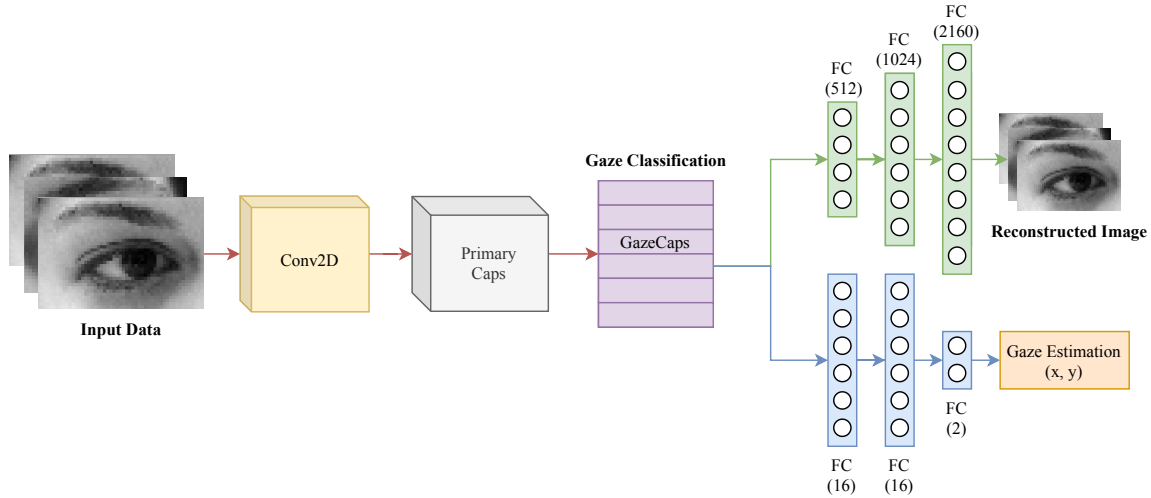 Input Data
Conv2D
Primary
Caps
Gaze Classification
GazeCaps
FC
(512)
FC
(1024)
FC
(2160)
Reconstructed Image
FC
(16)
FC
(16)
FC
(2)
Gaze Estimation
(x, y)